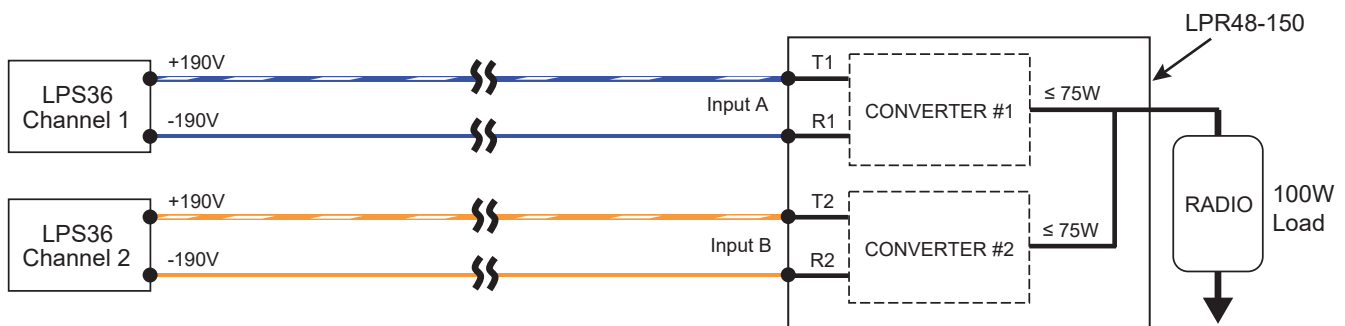 LPR48-150
LPS36
Channel 1
+190V
-190V
Input A
T1
R1
CONVERTER #1
≤ 75W
LPS36
Channel 2
+190V
-190V
Input B
T2
R2
CONVERTER #2
≤ 75W
RADIO
100W
Load